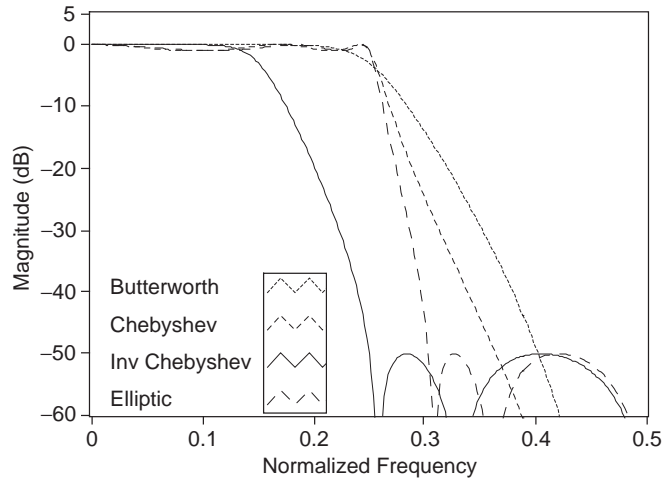 5
0
–10
–20
–30
–40
–50
–60
Magnitude (dB)
Butterworth
Chebyshev
Inv Chebyshev
Elliptic
0
0.1
0.2
0.3
0.4
0.5
Normalized Frequency